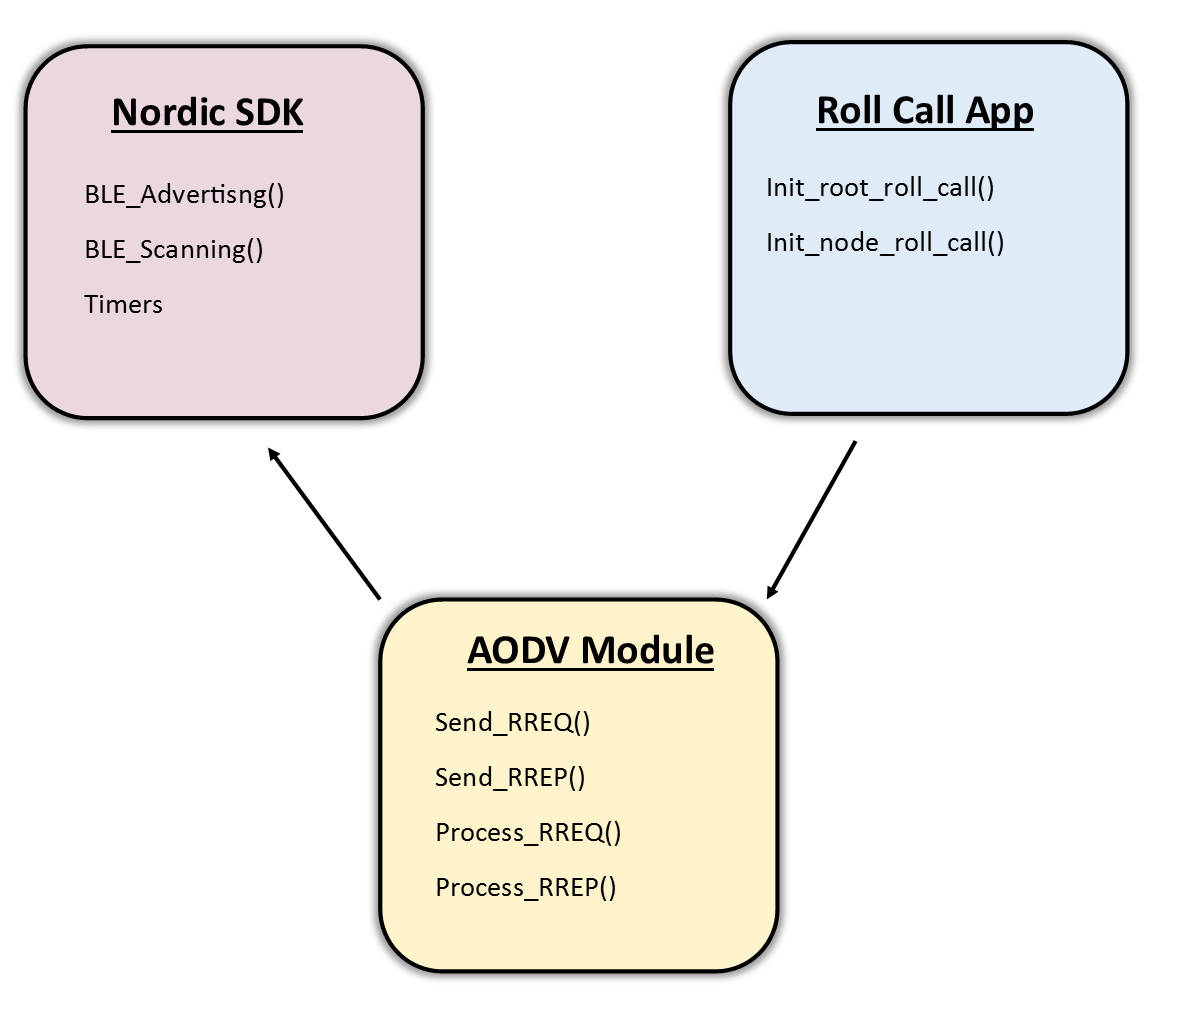 Nordic SDK
BLE_Advertisng()
BLE_Scanning()
Timers
Roll Call App
Init_root_roll_call()
Init_node_roll_call()
AODV Module
Send_RREQ()
Send_RREP()
Process_RREQ()
Process_RREP()